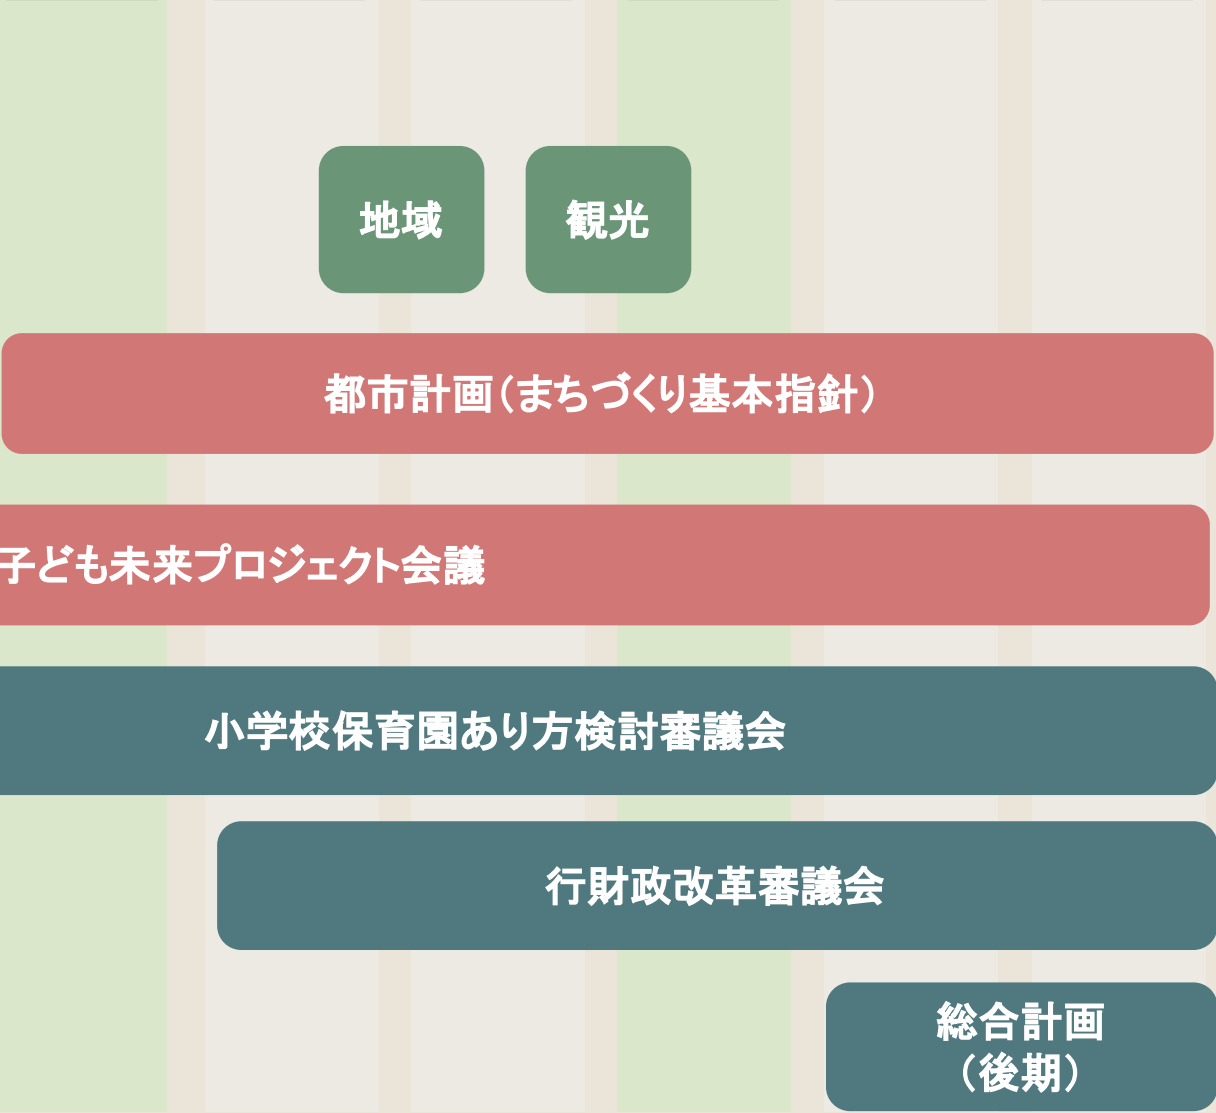 地域
観光
都市計画（まちづくり基本指針）
子ども未来プロジェクト会議
小学校保育園あり方検討審議会
行財政改革審議会
総合計画
（後期）